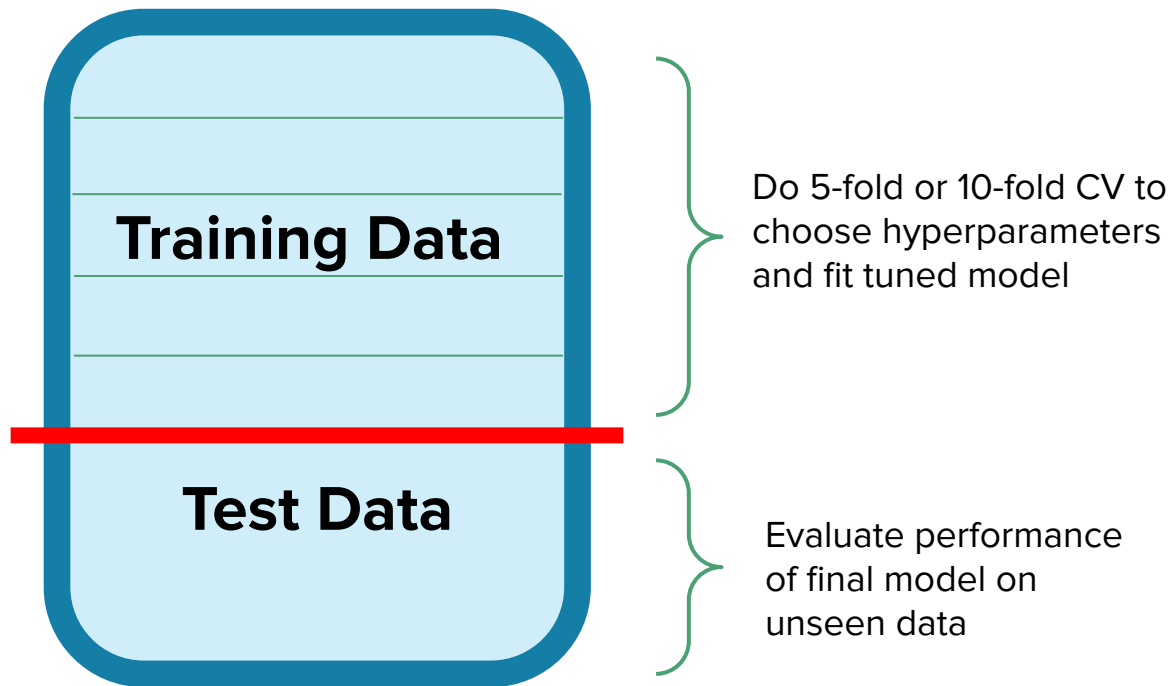 Training Data
Do 5-fold or 10-fold CV to
choose hyperparameters
and fit tuned model
Test Data
Evaluate performance
of final model on
unseen data